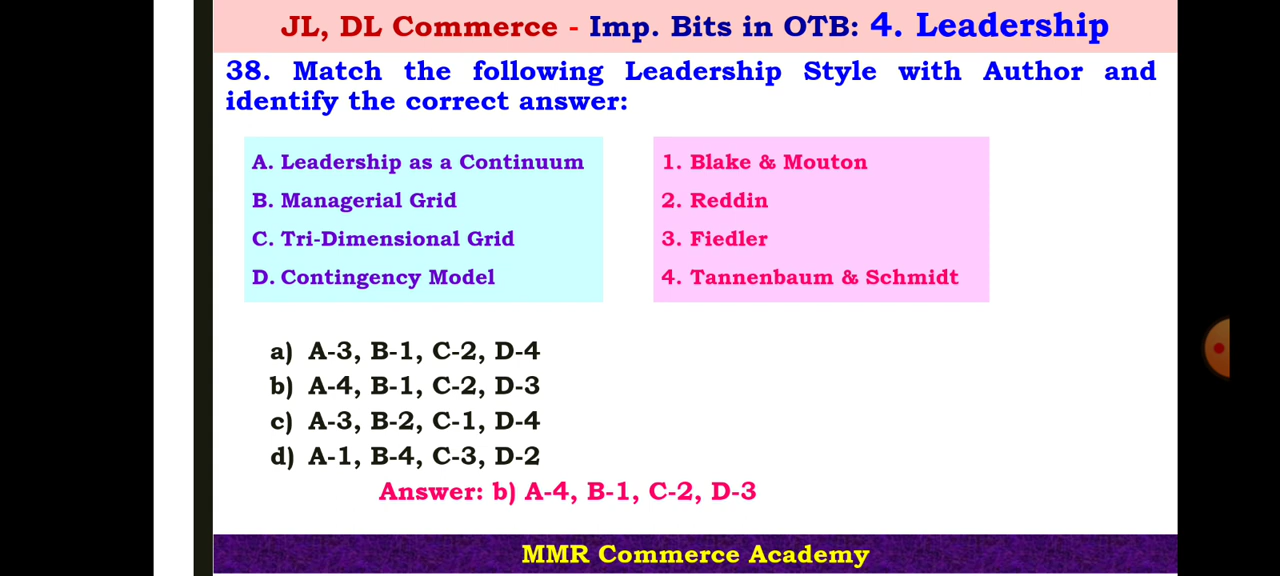 JL, DL Commerce - Imp. Bits in OTB: 4. Leadership
38. Match the following Leadership Style with Author and
identify the correct answer:
A. Leadership as a Continuum
B. Managerial Grid
C. Tri-Dimensional Grid
D. Contingency Model
1. Blake & Mouton
2. Reddin
3. Fiedler
4. Tannenbaum & Schmidt
a) A-3, B-1, C-2, D-4
b) A-4, B-1, C-2, D-3
c) A-3, B-2, C-1, D-4
d) A-1, B-4, C-3, D-2
Answer: b) A-4, B-1, C-2, D-3
MMR Commerce Academy